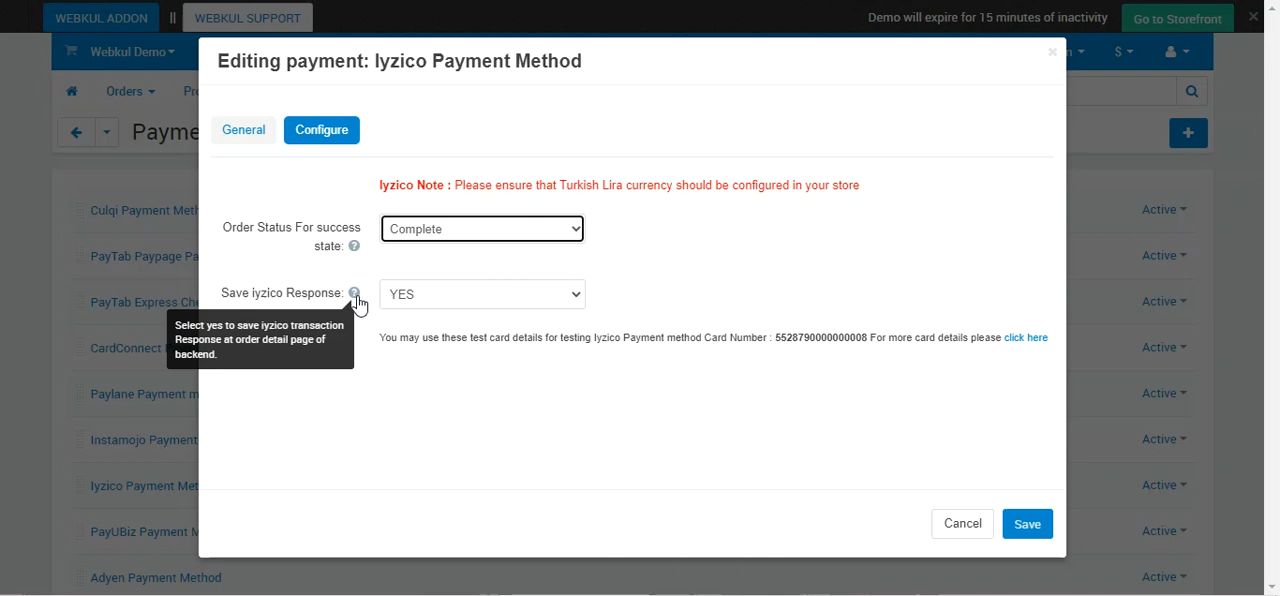 WEBKUL ADDON || WEBKUL SUPPORT Demo will expire for 15 minutes of inactivity Go to Storefront ×
Webkul Demo $
Editing payment: Iyzico Payment Method ×
Orders
General Configure
Iyzico Note : Please ensure that Turkish Lira currency should be configured in your store
Order Status For success state: ? Complete
Save iyzico Response: ? YES
Select yes to save iyzico transaction
Response at order detail page of
backend.
You may use these test card details for testing Iyzico Payment method Card Number : 5528790000000008 For more card details please click here
Cancel Save
Culqi Payment Active
PayTab Paypage Active
PayTab Express Active
CardConnect Active
Paylane Payment Active
Instamojo Payment Active
Iyzico Payment Active
PayUBiz Payment Active
Adyen Payment Method Active